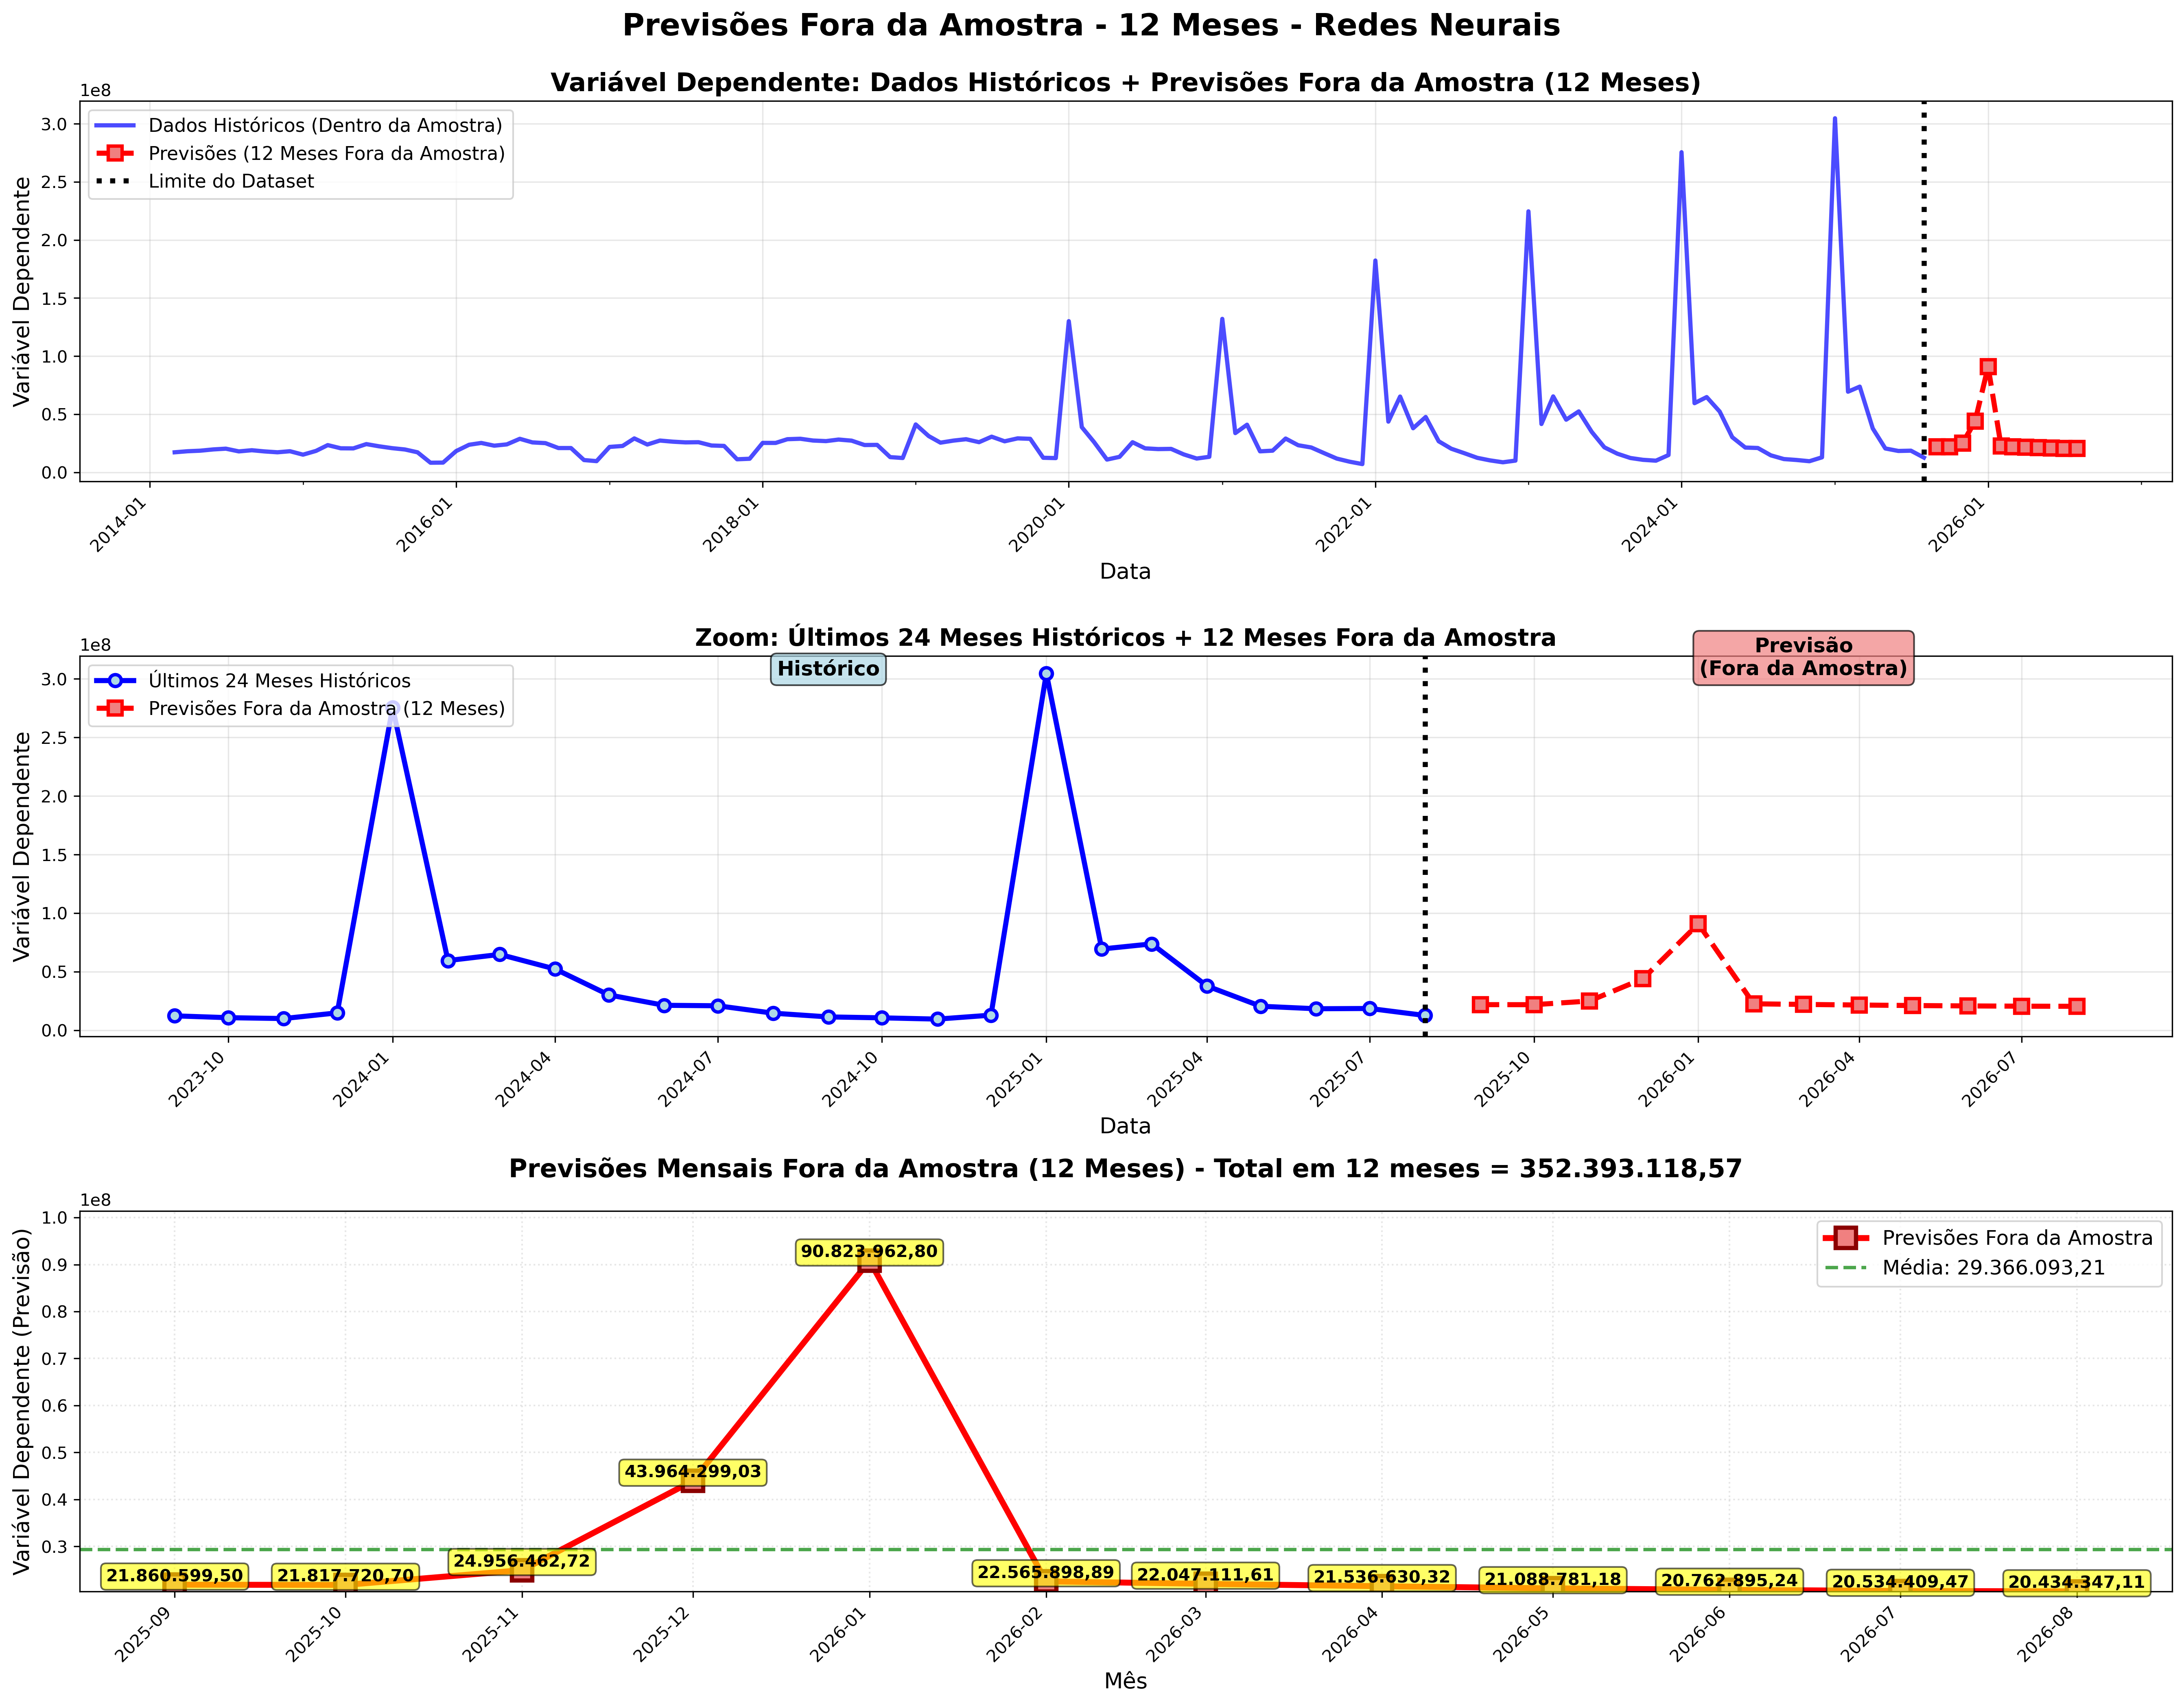 Previsões Fora da Amostra - 12 Meses - Redes Neurais
Variável Dependente: Dados Históricos + Previsões Fora da Amostra (12 Meses)
1e8
Dados Históricos (Dentro da Amostra)
Previsões (12 Meses Fora da Amostra)
Limite do Dataset
Variável Dependente
3.0
2.5
2.0
1.5
1.0
0.5
0.0
2014-01
2016-01
2018-01
2020-01
2022-01
2024-01
2026-01
Data
Zoom: Últimos 24 Meses Históricos + 12 Meses Fora da Amostra
1e8
Últimos 24 Meses Históricos
Previsões Fora da Amostra (12 Meses)
Histórico
Previsão
(Fora da Amostra)
Variável Dependente
3.0
2.5
2.0
1.5
1.0
0.5
0.0
2023-10
2024-01
2024-04
2024-07
2024-10
2025-01
2025-04
2025-07
2025-10
2026-01
2026-04
2026-07
Data
Previsões Mensais Fora da Amostra (12 Meses) - Total em 12 meses = 352.393.118,57
1e8
Previsões Fora da Amostra
Média: 29.366.093,21
Variável Dependente (Previsão)
1.0
0.9
0.8
0.7
0.6
0.5
0.4
0.3
21.860.599,50
21.817.720,70
24.956.462,72
43.964.299,03
90.823.962,80
22.565.898,89
22.047.111,61
21.536.630,32
21.088.781,18
20.762.895,24
20.534.409,47
20.434.347,11
2025-09
2025-10
2025-11
2025-12
2026-01
2026-02
2026-03
2026-04
2026-05
2026-06
2026-07
2026-08
Mês